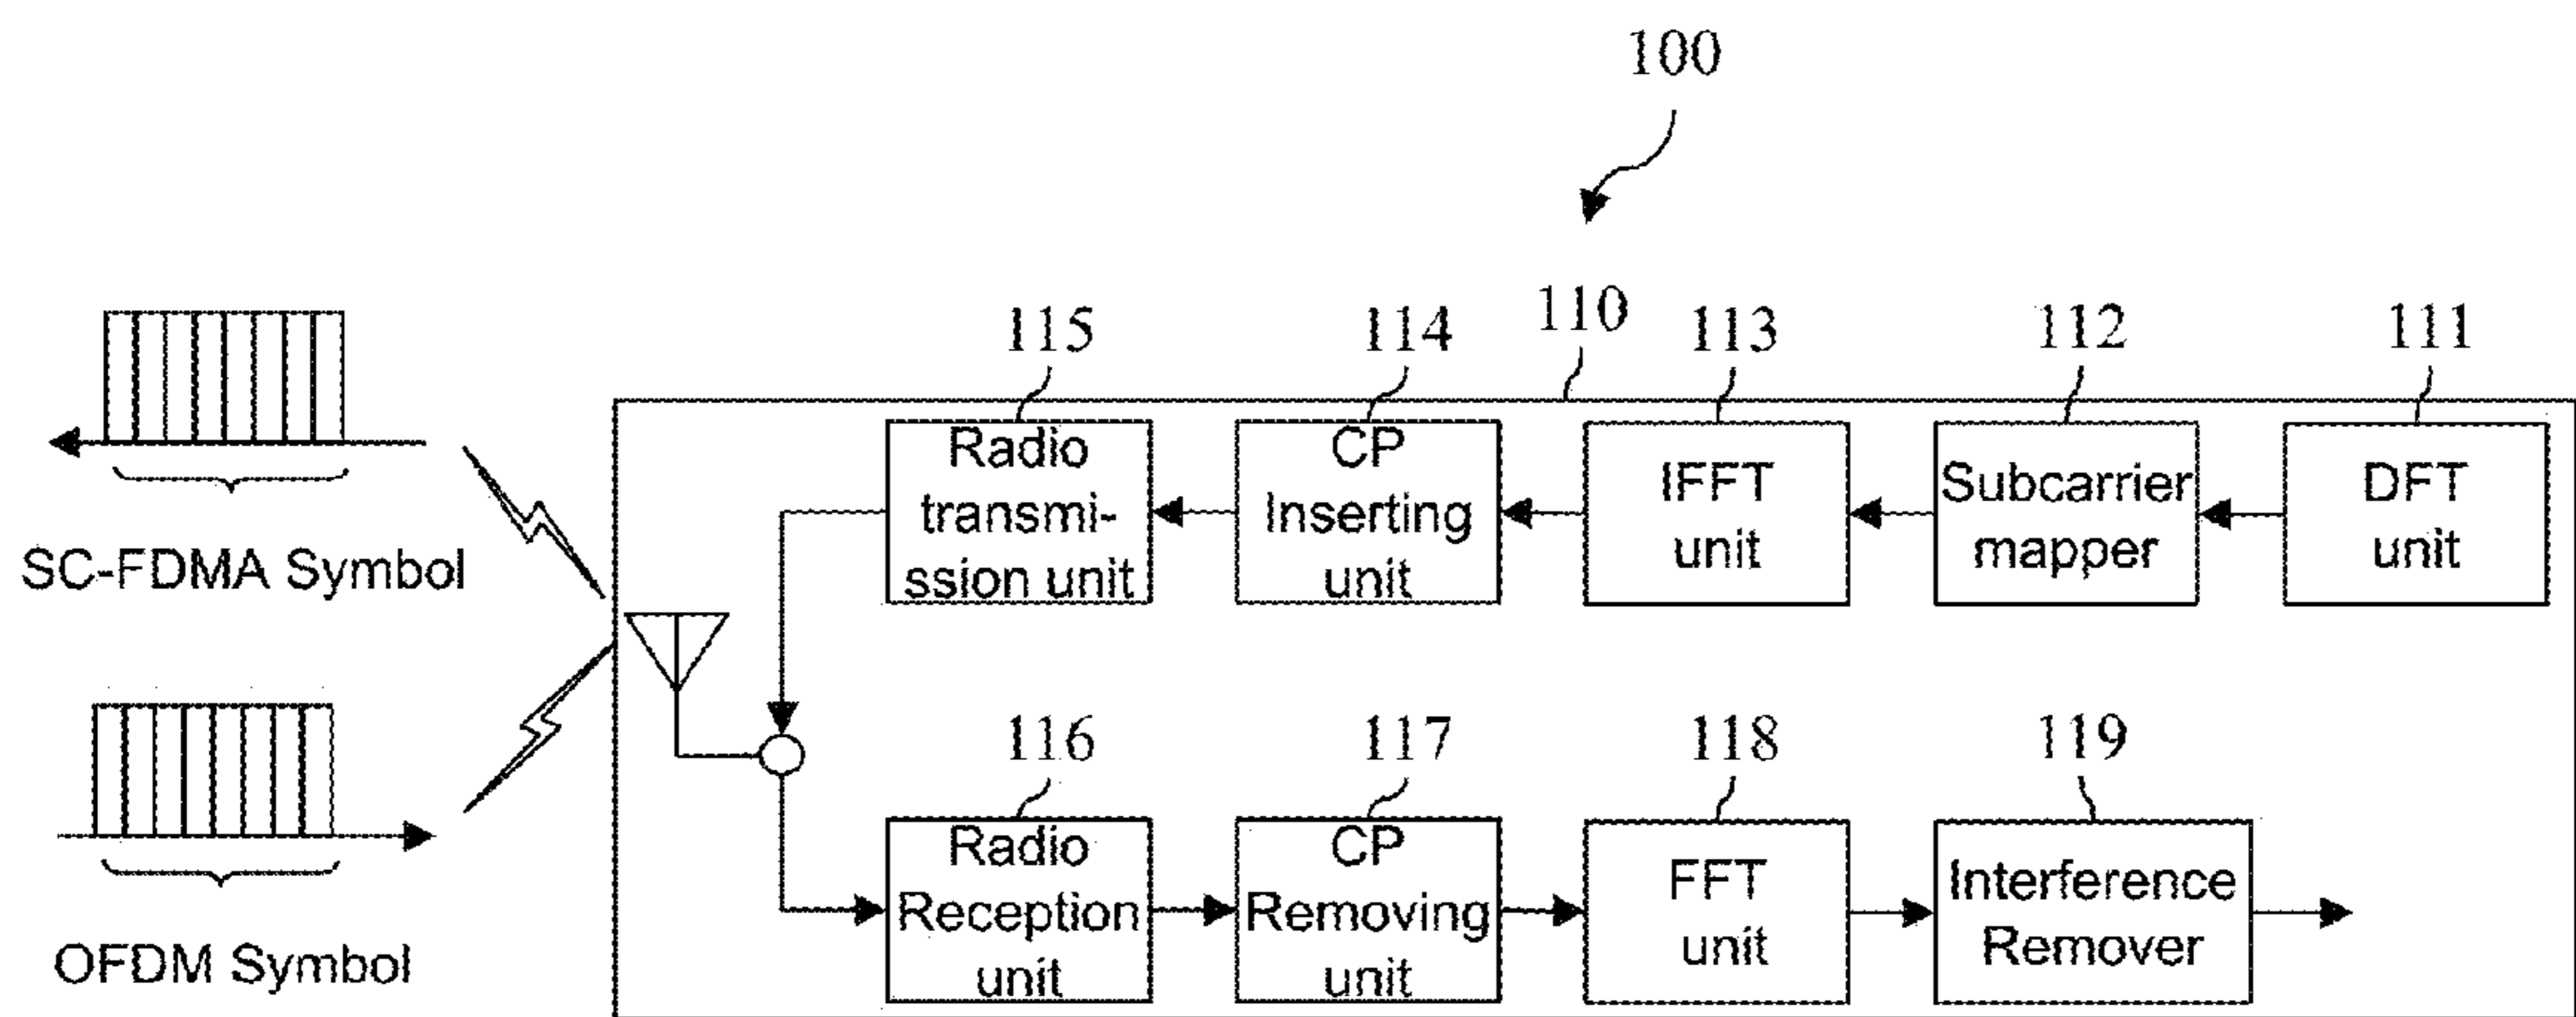 100
110
115
114
113
112
111
Radio
transmi-
ssion unit
CP
Inserting
unit
IFFT
unit
Subcarrier
mapper
DFT
unit
SC-FDMA Symbol
116
117
118
119
Radio
Reception
unit
CP
Removing
unit
FFT
unit
Interference
Remover
OFDM Symbol